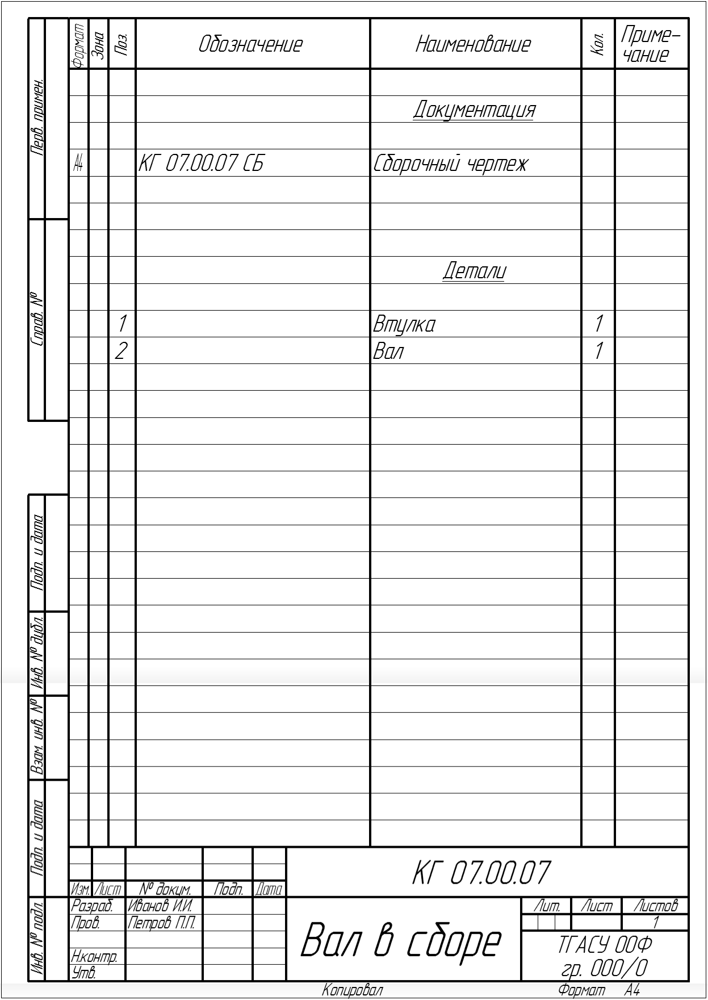 Перв. примен.
Справ. №
Подп. и дата
Инв. № дубл.
Взам. инв. №
Подп. и дата
Инв. № подл.
Формат Зона Поз. Обозначение Наименование Кол. Приме-
чание
Документация
А4 КГ 07.00.07 СБ Сборочный чертеж
Детали
1 Втулка 1
2 Вал 1
КГ 07.00.07
Изм. Лист № докум. Подп. Дата
Разраб. Иванов И.И.
Пров. Петров П.П.
Н.контр.
Утв.
Вал в сборе
Лит. Лист Листов
1
ТГАСУ 00Ф
гр. 000/0
Копировал Формат А4